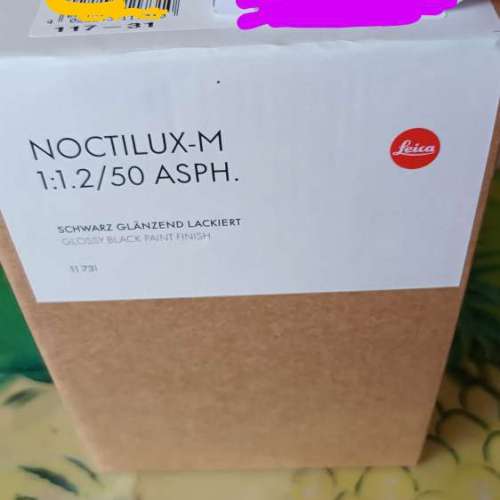 117-31
NOCTILUX-M
1:1.2/50 ASPH.
Leica
SCHWARZ GLÄNZEND LACKIERT
GLOSSY BLACK PAINT FINISH
11 731